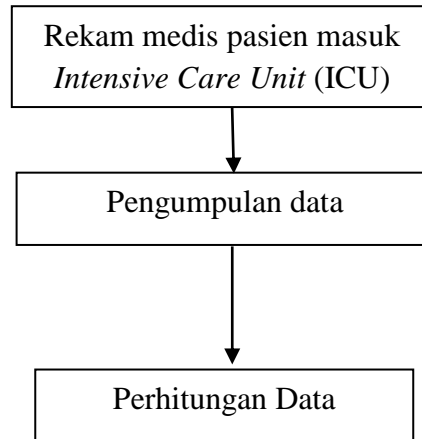 Rekam medis pasien masuk
Intensive Care Unit (ICU)
Pengumpulan data
Perhitungan Data